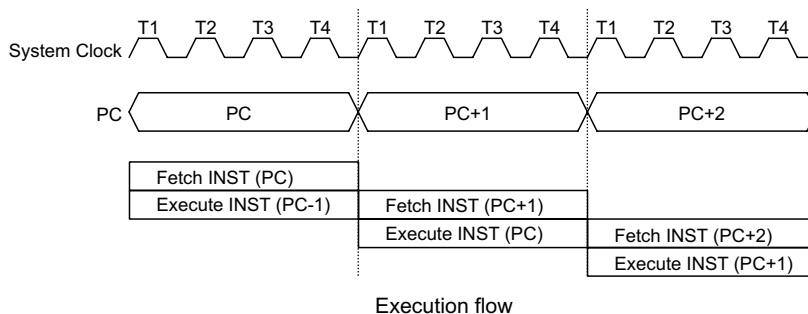 T1 T2 T3 T4 T1 T2 T3 T4 T1 T2 T3 T4
System Clock
PC PC PC+1 PC+2
Fetch INST (PC)
Execute INST (PC-1) Fetch INST (PC+1)
Execute INST (PC) Fetch INST (PC+2)
Execute INST (PC+1)
Execution flow